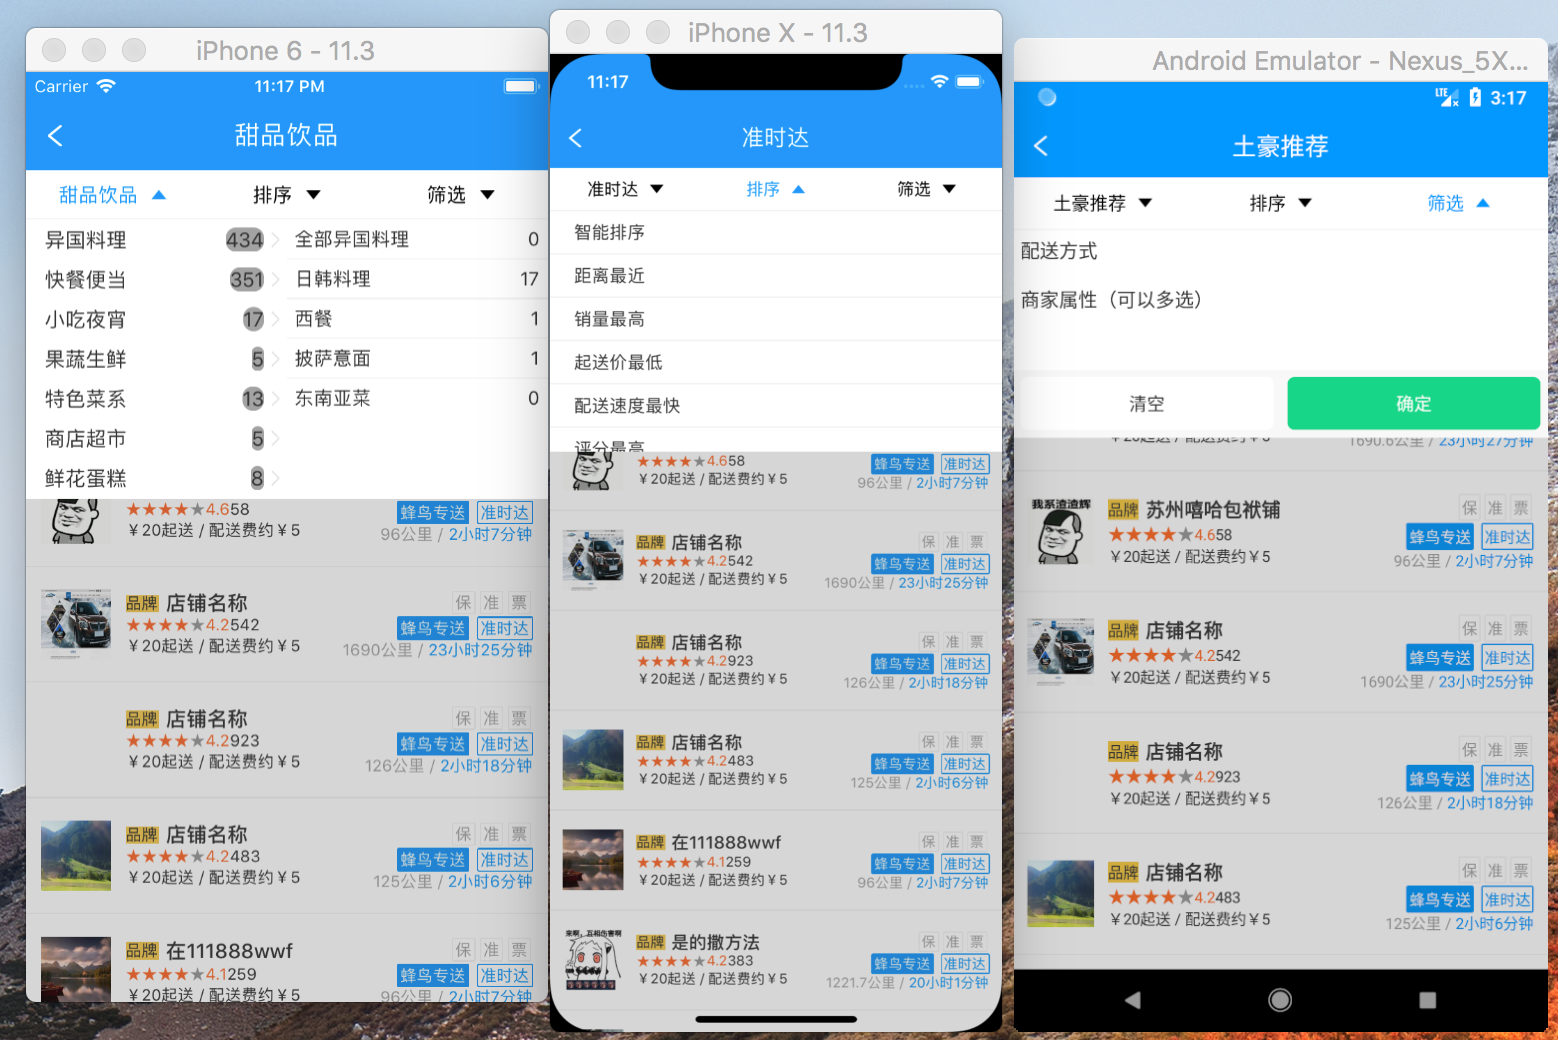 iPhone 6 - 11.3
Carrier 11:17 PM
甜品饮品
甜品饮品 排序 筛选
异国料理 434 全部异国料理 0
快餐便当 351 日韩料理 17
小吃夜宵 17 西餐 1
果蔬生鲜 5 披萨意面 1
特色菜系 13 东南亚菜 0
商店超市 5
鲜花蛋糕 8
4.658 蜂鸟专送 准时达
¥20起送 / 配送费约¥5 96公里 / 2小时7分钟
品牌 店铺名称 保 准 票
4.2542 蜂鸟专送 准时达
¥20起送 / 配送费约¥5 1690公里 / 23小时25分钟
品牌 店铺名称 保 准 票
4.2923 蜂鸟专送 准时达
¥20起送 / 配送费约¥5 126公里 / 2小时18分钟
品牌 店铺名称 保 准 票
4.2483 蜂鸟专送 准时达
¥20起送 / 配送费约¥5 125公里 / 2小时6分钟
品牌 在111888wwf 保 准 票
4.1259 蜂鸟专送 准时达
¥20起送 / 配送费约¥5 96公里 / 2小时7分钟
iPhone X - 11.3
11:17
准时达
准时达 排序 筛选
智能排序
距离最近
销量最高
起送价最低
配送速度最快
评分最高
4.658 蜂鸟专送 准时达
¥20起送 / 配送费约¥5 96公里 / 2小时7分钟
品牌 店铺名称 保 准 票
4.2542 蜂鸟专送 准时达
¥20起送 / 配送费约¥5 1690公里 / 23小时25分钟
品牌 店铺名称 保 准 票
4.2923 蜂鸟专送 准时达
¥20起送 / 配送费约¥5 126公里 / 2小时18分钟
品牌 店铺名称 保 准 票
4.2483 蜂鸟专送 准时达
¥20起送 / 配送费约¥5 125公里 / 2小时6分钟
品牌 在111888wwf 保 准 票
4.1259 蜂鸟专送 准时达
¥20起送 / 配送费约¥5 96公里 / 2小时7分钟
来啊，互相伤害啊
品牌 是的撒方法 保 准 票
4.2383 蜂鸟专送 准时达
¥20起送 / 配送费约¥5 1221.7公里 / 20小时1分钟
Android Emulator - Nexus_5X...
LTE 3:17
土豪推荐
土豪推荐 排序 筛选
配送方式
商家属性（可以多选）
清空 确定
¥20起送 / 配送费约¥5 1690.6公里 / 23小时27分钟
我系渣渣辉
品牌 苏州嘻哈包袱铺 保 准 票
4.658 蜂鸟专送 准时达
¥20起送 / 配送费约¥5 96公里 / 2小时7分钟
品牌 店铺名称 保 准 票
4.2542 蜂鸟专送 准时达
¥20起送 / 配送费约¥5 1690公里 / 23小时25分钟
品牌 店铺名称 保 准 票
4.2923 蜂鸟专送 准时达
¥20起送 / 配送费约¥5 126公里 / 2小时18分钟
品牌 店铺名称 保 准 票
4.2483 蜂鸟专送 准时达
¥20起送 / 配送费约¥5 125公里 / 2小时6分钟